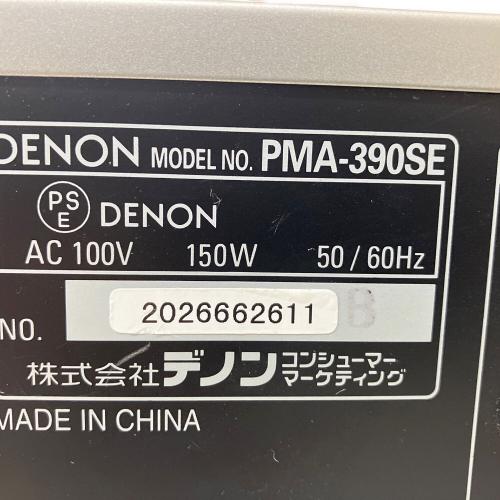 DENON MODEL NO. PMA-390SE
PSE DENON
AC 100V 150W 50/60Hz
NO. 2026662611 B
株式会社デノン コンシューマー
マーケティング
MADE IN CHINA